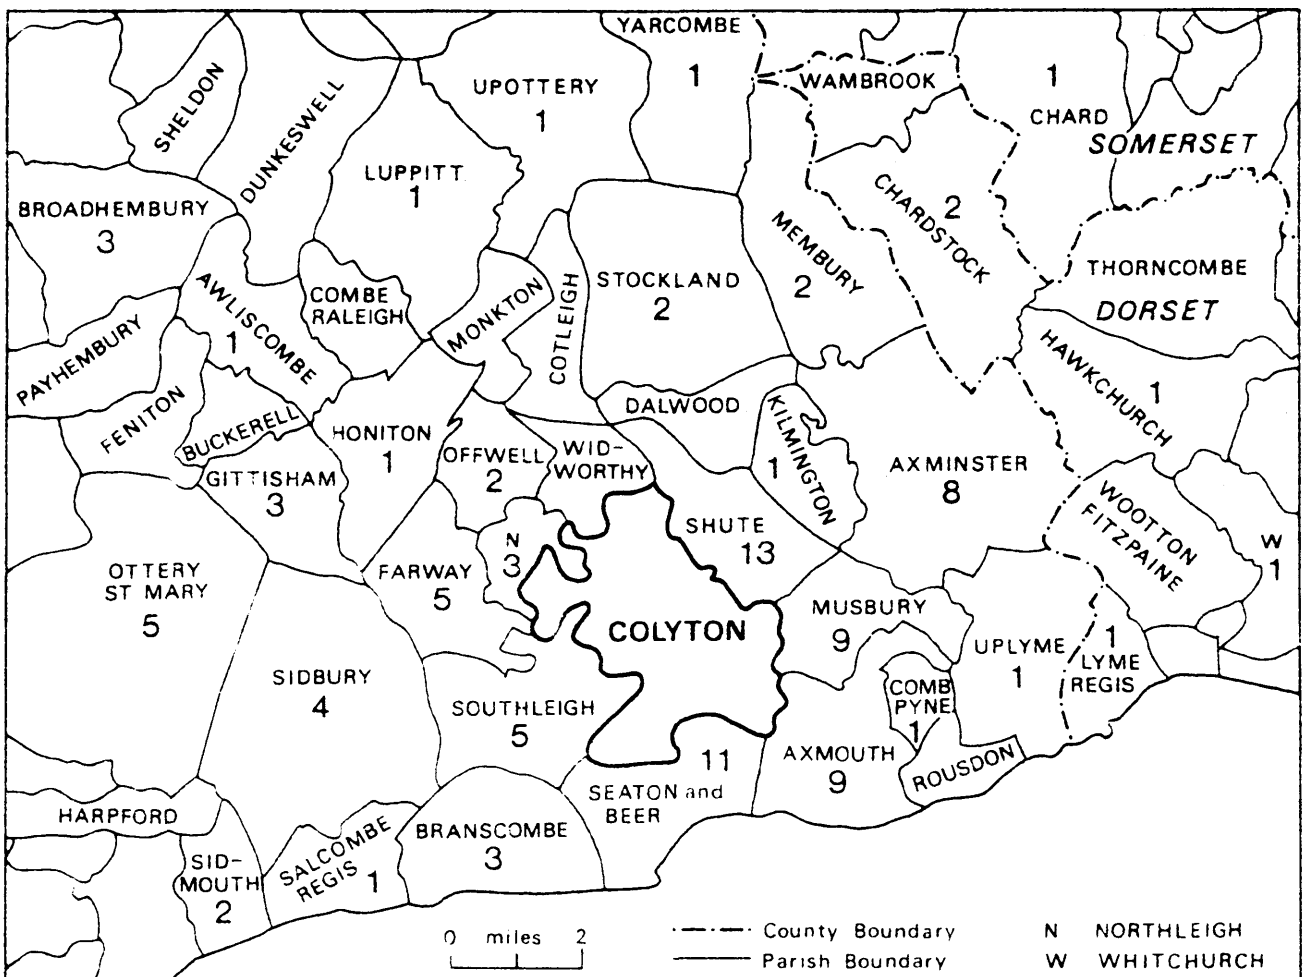 YARCOMBE
1
UPOTTERY
1
WAMBROOK
1
CHARD
SOMERSET
SHELDON
DUNKESWELL
LUPPITT
1
BROADHEMBURY
3
CHARDSTOCK
2
MEMBURY
2
THORNCOMBE
DORSET
AWLISCOMBE
1
COMBE
RALEIGH
MONKTON
COTLEIGH
STOCKLAND
2
PAYHEMBURY
FENITON
BUCKERELL
HAWKCHURCH
1
DALWOOD
KILMINGTON
1
HONITON
1
OFFWELL
2
WID-
WORTHY
GITTISHAM
3
AXMINSTER
8
WOOTTON
FITZPAINE
W
1
SHUTE
13
N
3
OTTERY
ST MARY
5
FARWAY
5
COLYTON
MUSBURY
9
UPLYME
1
1
LYME
REGIS
SIDBURY
4
SOUTHLEIGH
5
COMB
PYNE
1
AXMOUTH
9
ROUSDON
11
SEATON and
BEER
HARPFORD
BRANSCOMBE
3
SID-
MOUTH
2
SALCOMBE
REGIS
1
0 miles 2
County Boundary
Parish Boundary
N NORTHLEIGH
W WHITCHURCH